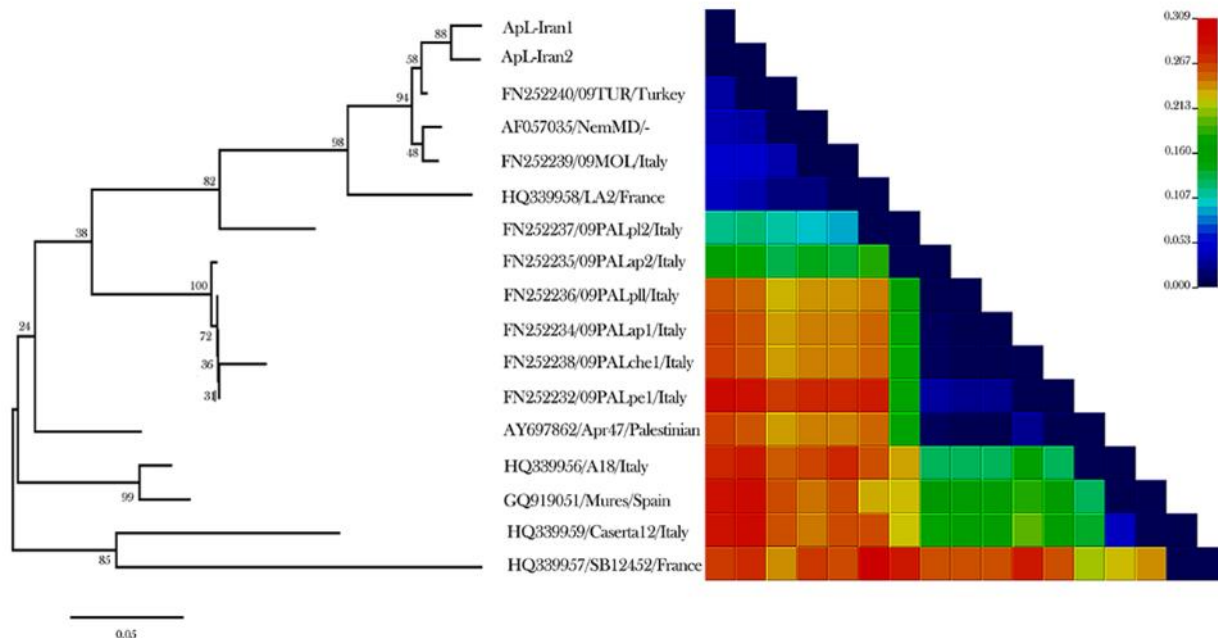 ApL-Iran1
ApL-Iran2
FN252240/09TUR/Turkey
AF057035/NemMD/-
FN252239/09MOL/Italy
HQ339958/LA2/France
FN252237/09PALpl2/Italy
FN252235/09PALap2/Italy
FN252236/09PALpll/Italy
FN252234/09PALap1/Italy
FN252238/09PALche1/Italy
FN252232/09PALpe1/Italy
AY697862/Apr47/Palestinian
HQ339956/A18/Italy
GQ919051/Mures/Spain
HQ339959/Caserta12/Italy
HQ339957/SB12452/France
88
58
94
48
98
82
38
100
72
36
31
24
99
85
0.05
0.309
0.267
0.213
0.160
0.107
0.053
0.000